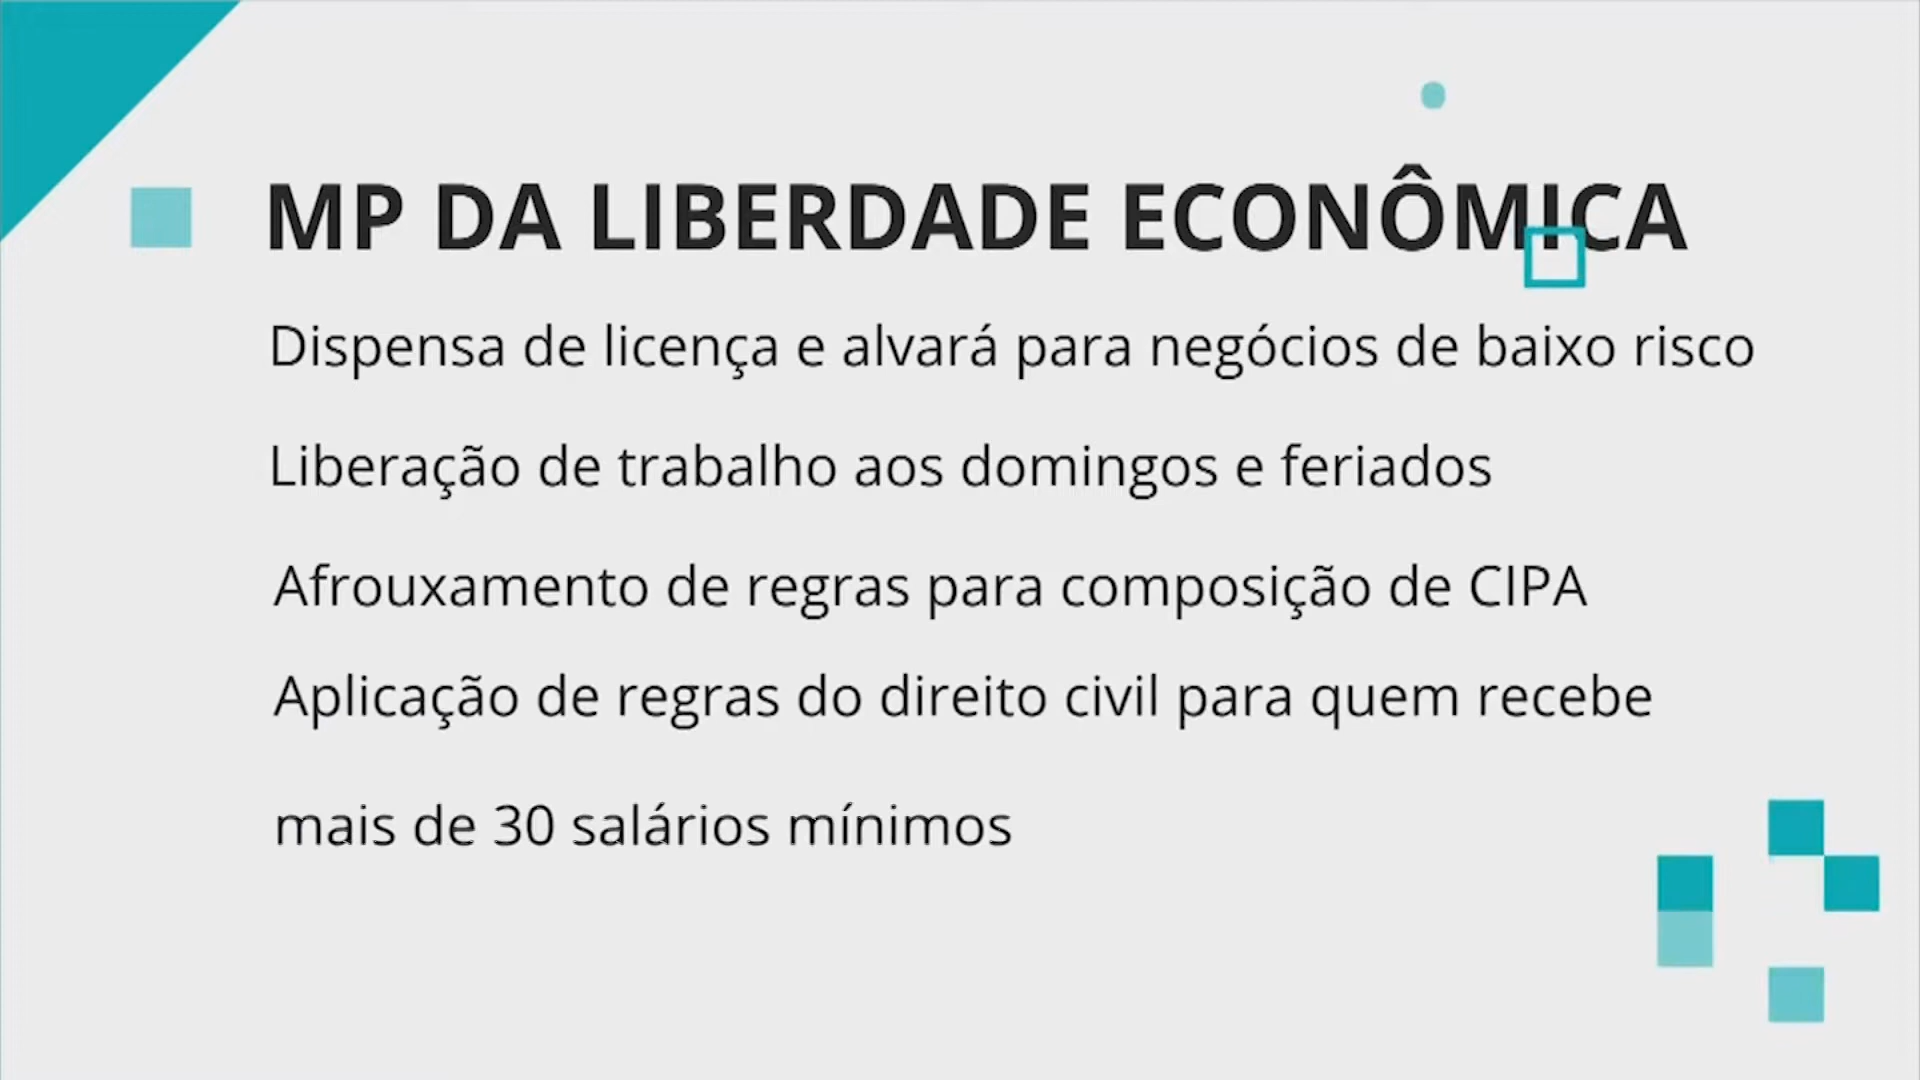 MP DA LIBERDADE ECONÔMICA
Dispensa de licença e alvará para negócios de baixo risco
Liberação de trabalho aos domingos e feriados
Afrouxamento de regras para composição de CIPA
Aplicação de regras do direito civil para quem recebe
mais de 30 salários mínimos